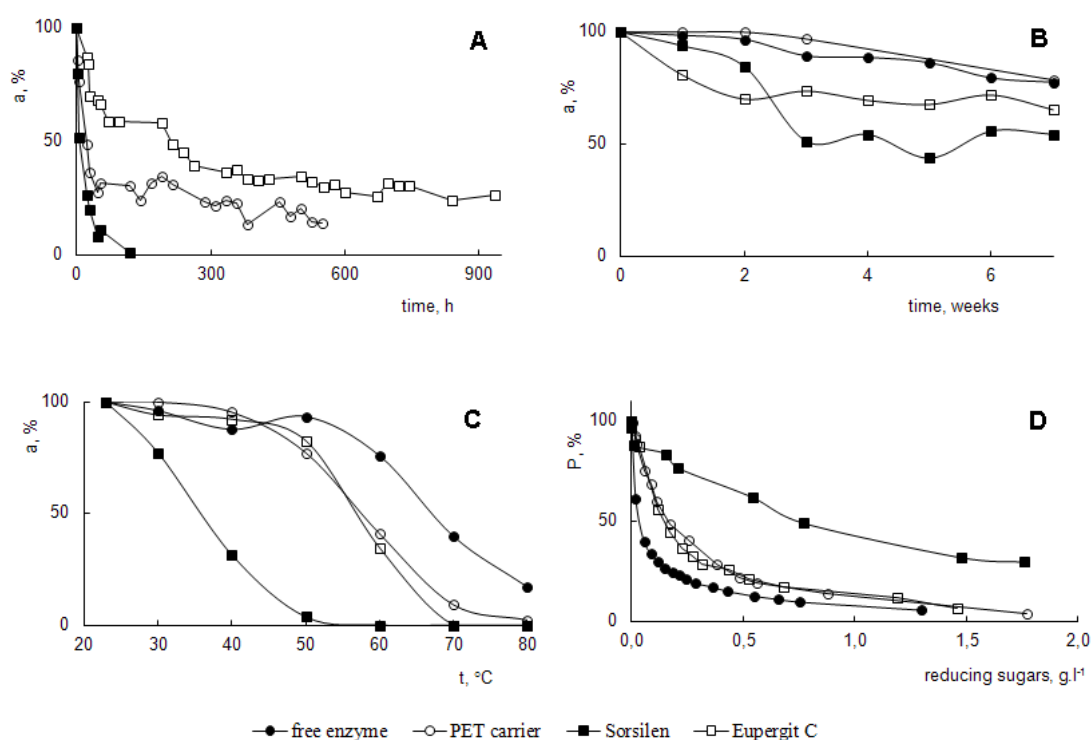 100
A
a, %
50
0
0 300 600 900
time, h
100
B
a, %
50
0
0 2 4 6
time, weeks
100
C
a, %
50
0
20 30 40 50 60 70 80
t, °C
100
D
P, %
50
0
0,0 0,5 1,0 1,5 2,0
reducing sugars, g.l-1
free enzyme PET carrier Sorsilen Eupergit C